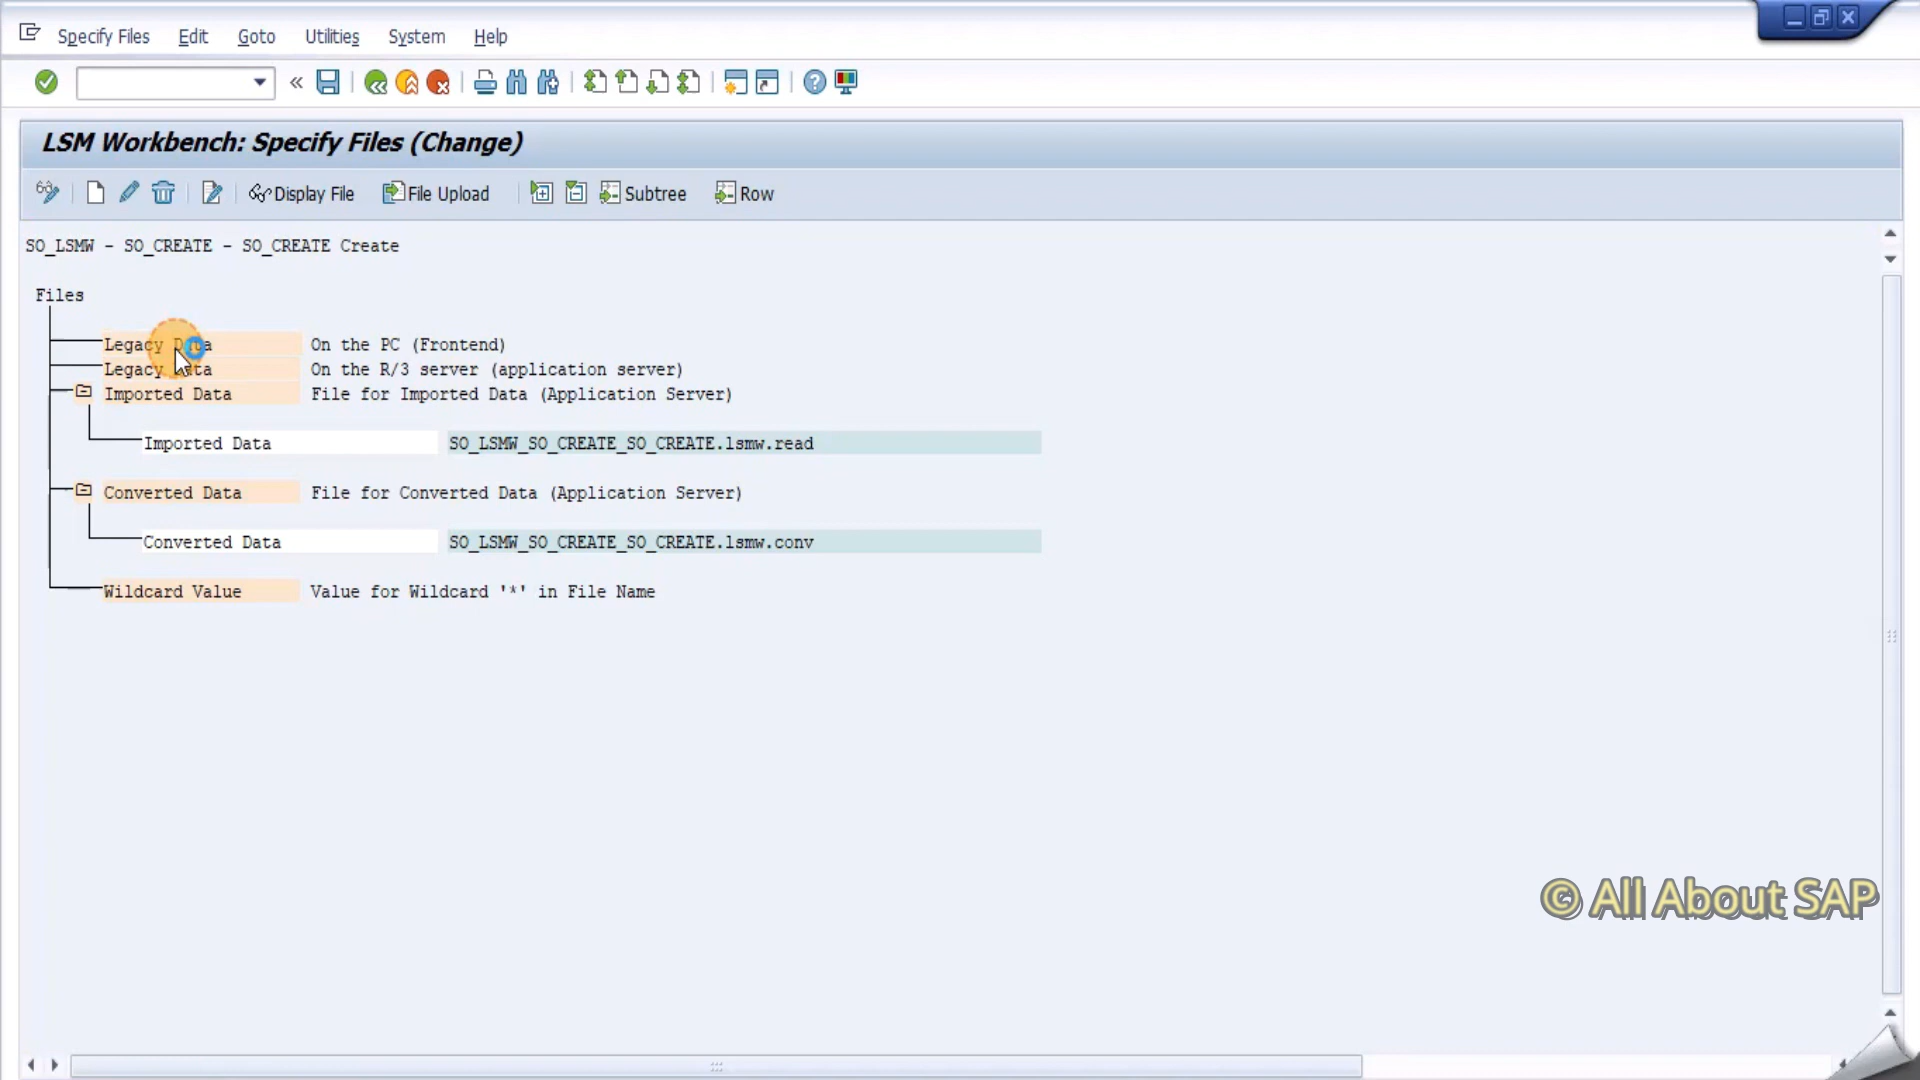 Specify Files Edit Goto Utilities System Help
LSM Workbench: Specify Files (Change)
Display File File Upload Subtree Row
SO_LSMW - SO_CREATE - SO_CREATE Create
Files
Legacy Data On the PC (Frontend)
Legacy Data On the R/3 server (application server)
Imported Data File for Imported Data (Application Server)
Imported Data SO_LSMW_SO_CREATE_SO_CREATE.lsmw.read
Converted Data File for Converted Data (Application Server)
Converted Data SO_LSMW_SO_CREATE_SO_CREATE.lsmw.conv
Wildcard Value Value for Wildcard '*' in File Name
© All About SAP